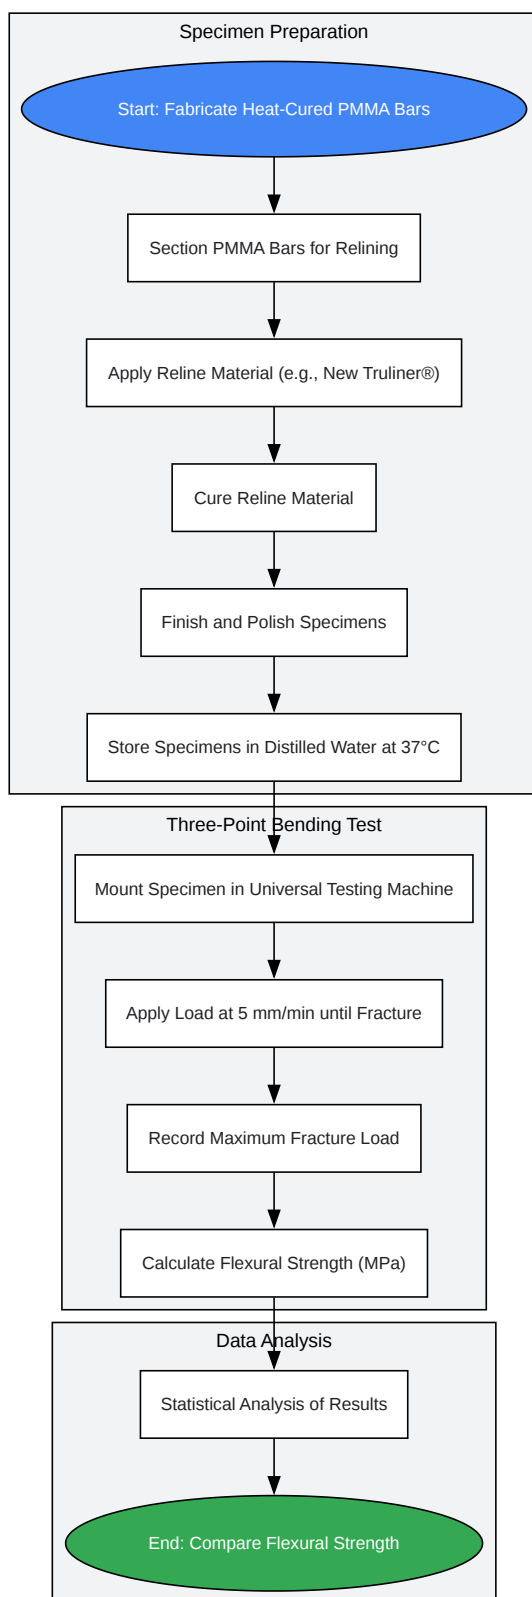 Specimen Preparation
Start: Fabricate Heat-Cured PMMA Bars
Section PMMA Bars for Relining
Apply Reline Material (e.g., New Truliner®)
Cure Reline Material
Finish and Polish Specimens
Store Specimens in Distilled Water at 37°C
Three-Point Bending Test
Mount Specimen in Universal Testing Machine
Apply Load at 5 mm/min until Fracture
Record Maximum Fracture Load
Calculate Flexural Strength (MPa)
Data Analysis
Statistical Analysis of Results
End: Compare Flexural Strength